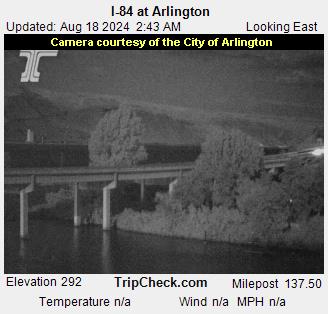 I-84 at Arlington
Updated: Aug 18 2024 2:43 AM Looking East
Camera courtesy of the City of Arlington
Elevation 292 TripCheck.com Milepost 137.50
Temperature n/a Wind n/a MPH n/a